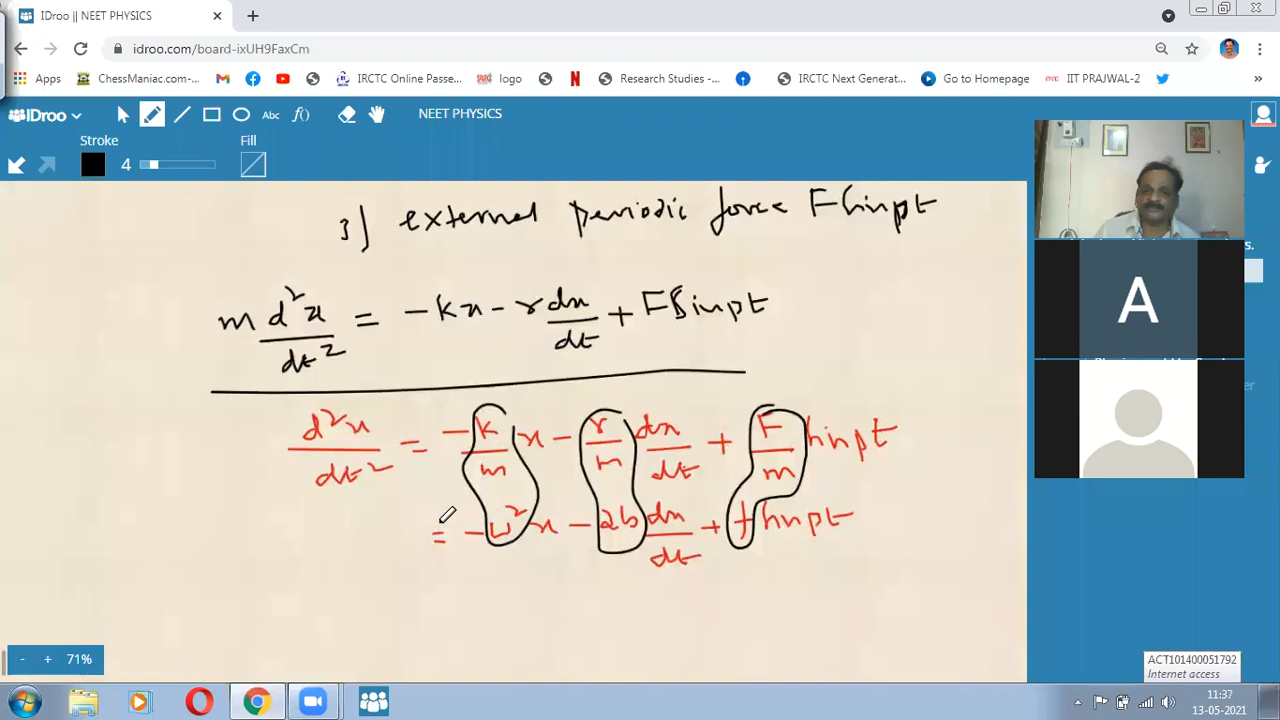 IDroo || NEET PHYSICS
idroo.com/board-ixUH9FaxCm
Apps ChessManiac.com-... IRCTC Online Passe... logo Research Studies -... IRCTC Next Generat... Go to Homepage IIT PRAJWAL-2 »
IDroo Abc f() NEET PHYSICS
Stroke Fill
4
3) external periodic force F sinpt
m d²x/dt² = -kx - r dx/dt + F sinpt
d²x/dt² = -k/m x - r/m dx/dt + F/m sinpt
= -ω²x - 2b dx/dt + f sinpt
A
- + 71%
ACT101400051792
Internet access
11:37
13-05-2021